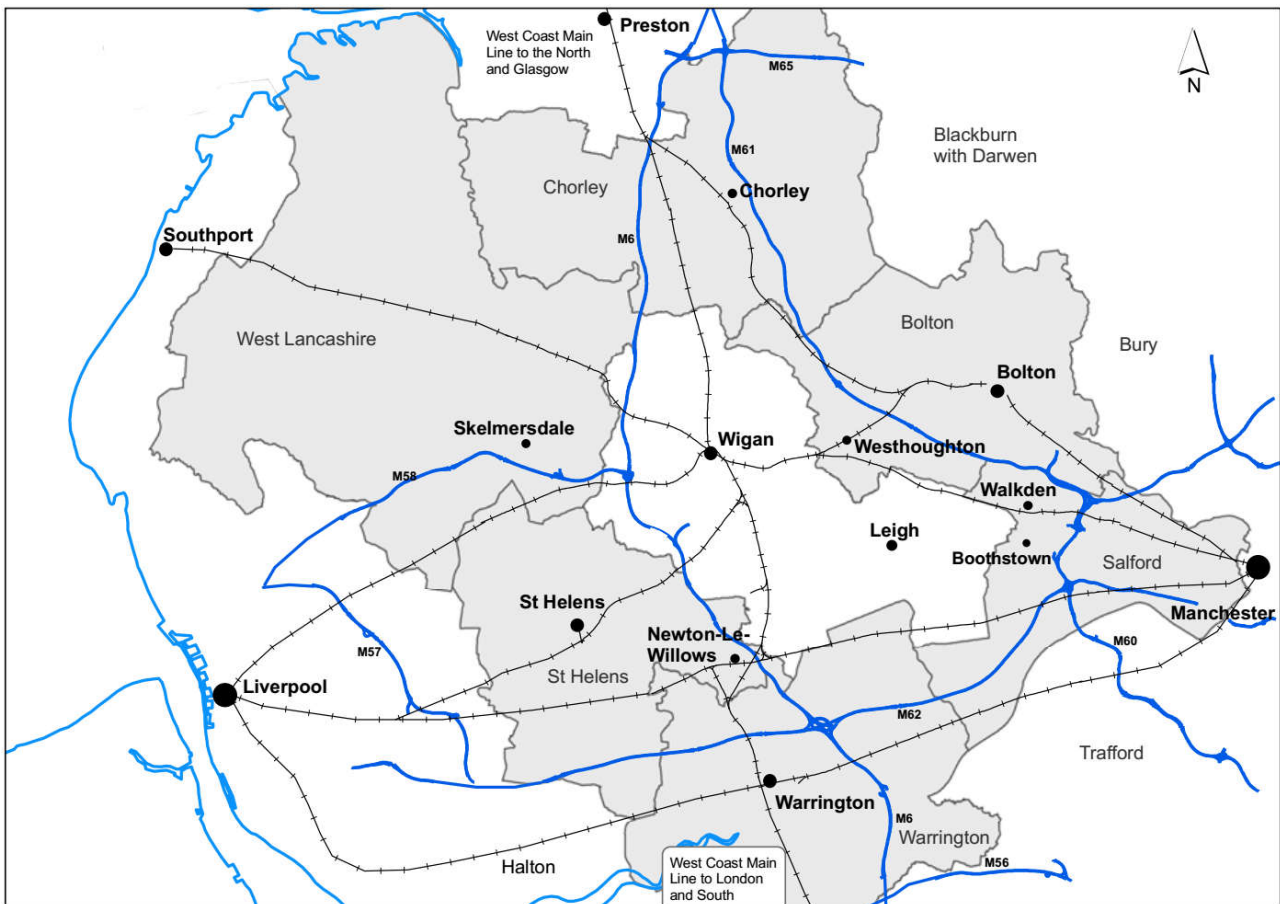 Preston
West Coast Main
Line to the North
and Glasgow
M65
N
Blackburn
with Darwen
M61
Chorley
Chorley
Southport
M6
West Lancashire
Bolton
Bury
Bolton
Skelmersdale
Wigan
Westhoughton
M58
Walkden
Leigh
Boothstown
Salford
St Helens
Manchester
Newton-Le-
Willows
M60
M57
St Helens
Liverpool
M62
Trafford
Warrington
M6
Warrington
Halton
West Coast Main
Line to London
and South
M56